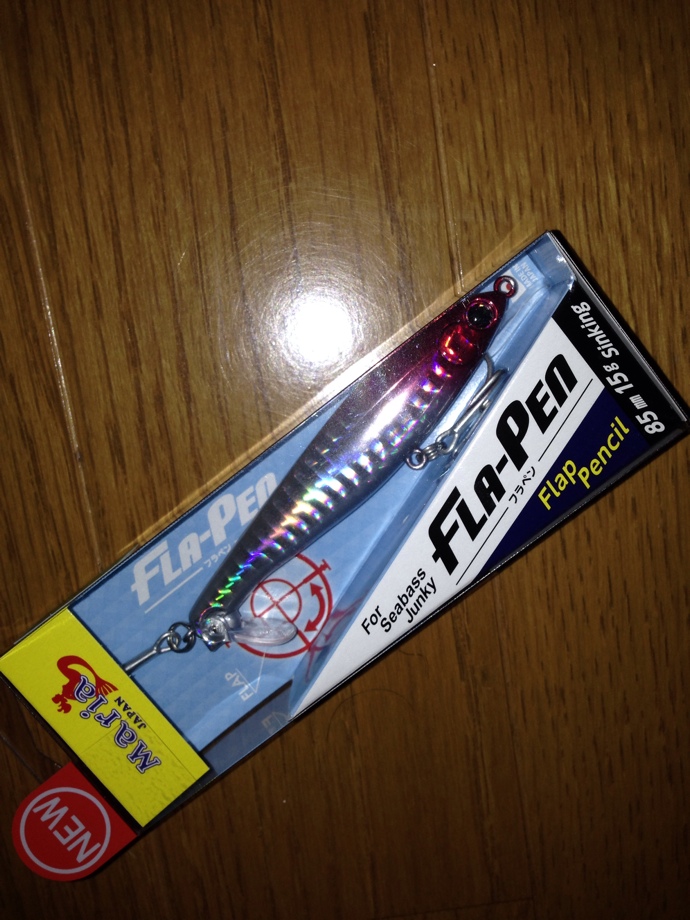 85mm 15g Sinking
FLA-PEN
フラペン
Flap
Pencil
For
Seabass
Junky
FLA-PEN
フラペン
FLAP
Maria
JAPAN
NEW